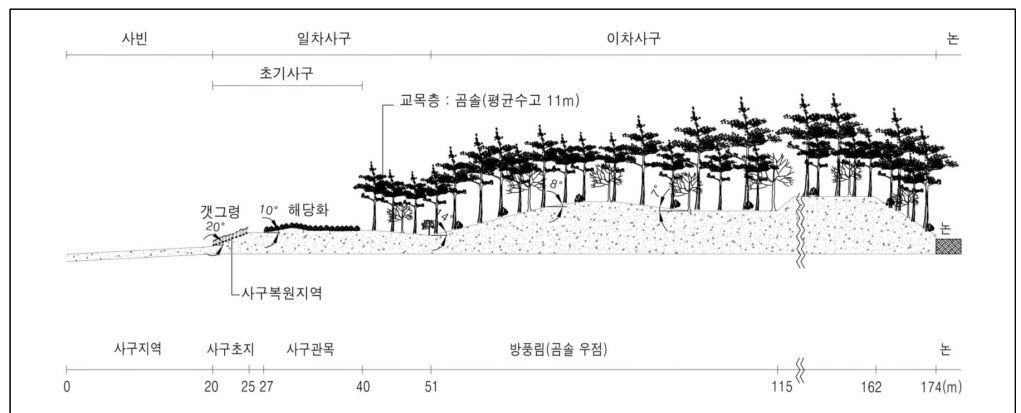 사빈 일차사구 이차사구 논
초기사구
교목층 : 곰솔(평균수고 11m)
갯그령 10° 해당화
20° 14° 8° 7°
논
사구복원지역
사구지역 사구초지 사구관목 방풍림(곰솔 우점) 논
0 20 25 27 40 51 115 162 174(m)